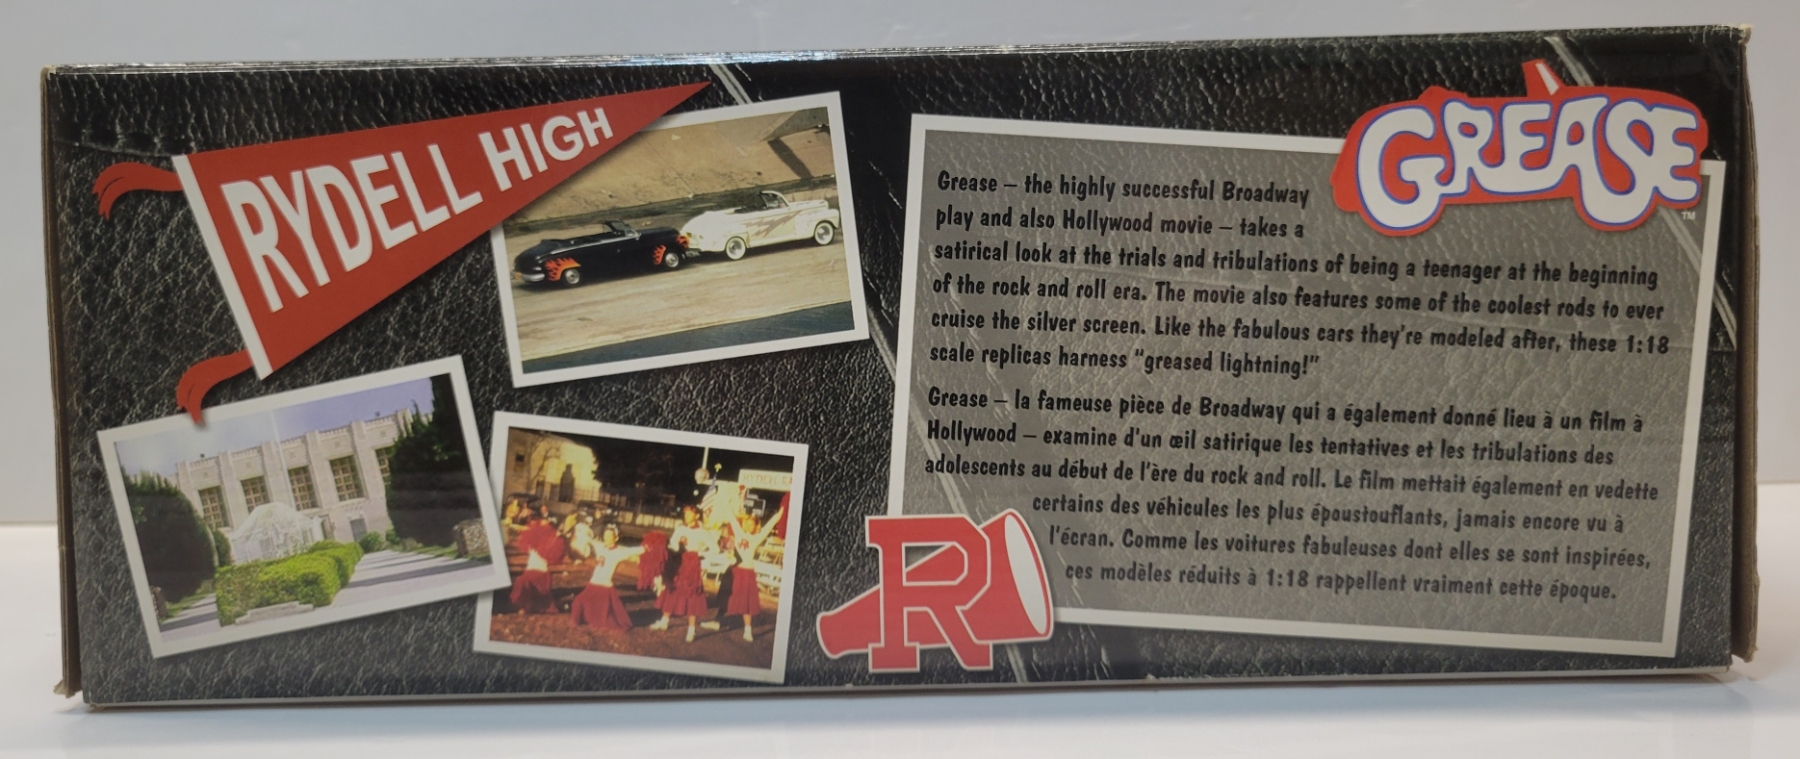 RYDELL HIGH
GREASE
TM
Grease – the highly successful Broadway
play and also Hollywood movie – takes a
satirical look at the trials and tribulations of being a teenager at the beginning
of the rock and roll era. The movie also features some of the coolest rods to ever
cruise the silver screen. Like the fabulous cars they're modeled after, these 1:18
scale replicas harness "greased lightning!"
Grease – la fameuse pièce de Broadway qui a également donné lieu à un film à
Hollywood – examine d'un œil satirique les tentatives et les tribulations des
adolescents au début de l'ère du rock and roll. Le film mettait également en vedette
certains des véhicules les plus époustouflants, jamais encore vu à
l'écran. Comme les voitures fabuleuses dont elles se sont inspirées,
ces modèles réduits à 1:18 rappellent vraiment cette époque.
R
RYDELL